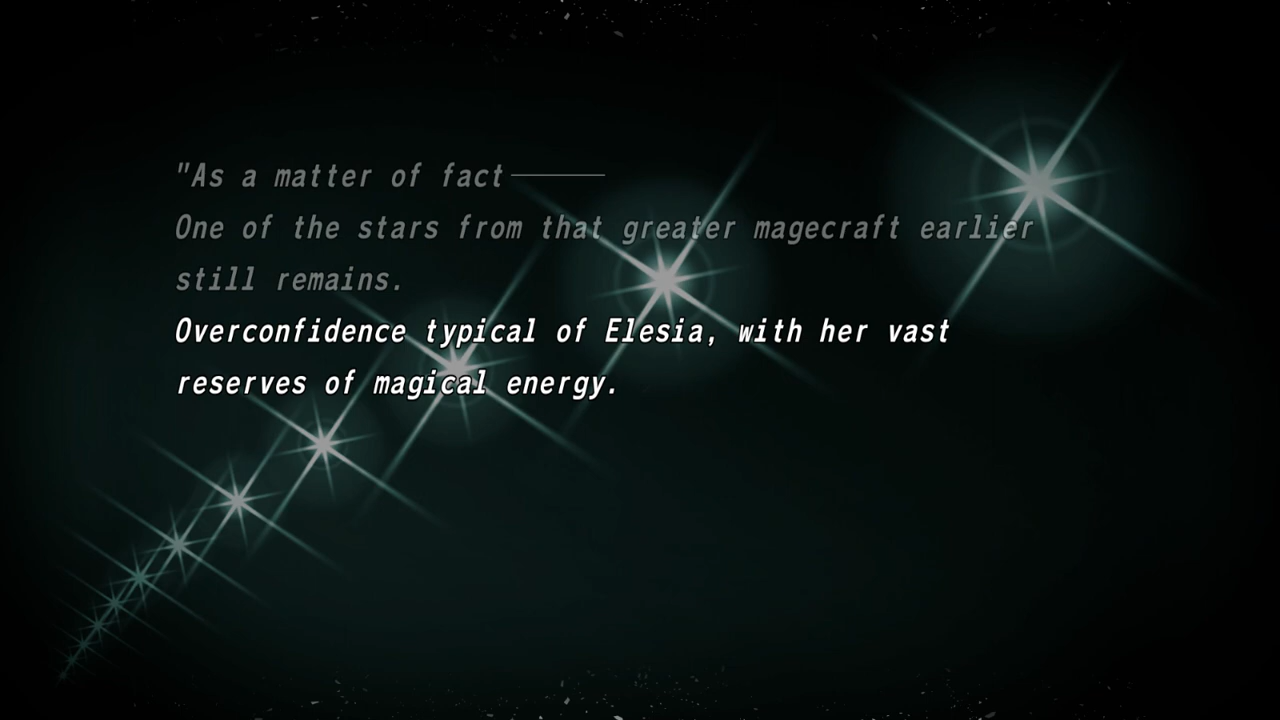 "As a matter of fact———
One of the stars from that greater magecraft earlier
still remains.
Overconfidence typical of Elesia, with her vast
reserves of magical energy.